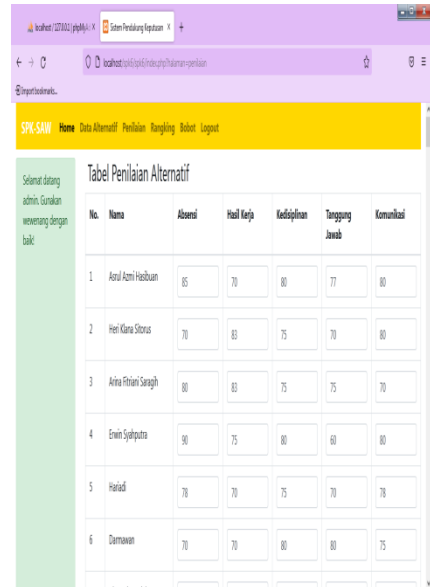 localhost / 127.0.0.1 | phpMyAd
Sistem Pendukung Keputusan
localhost/spk6/spk6/index.php?halaman=penilaian
Import bookmarks...
SPK-SAW Home Data Alternatif Penilaian Rangking Bobot Logout
Selamat datang
admin. Gunakan
wewenang dengan
baik!
Tabel Penilaian Alternatif
No. Nama Absensi Hasil Kerja Kedisiplinan Tanggung Jawab Komunikasi
1 Asrul Azmi Hasibuan 85 70 80 77 80
2 Heri Klana Sitorus 70 83 75 70 80
3 Arina Fitriani Saragih 80 83 75 75 70
4 Erwin Syahputra 90 75 80 60 80
5 Hariadi 78 70 75 70 78
6 Darmawan 70 70 80 80 75